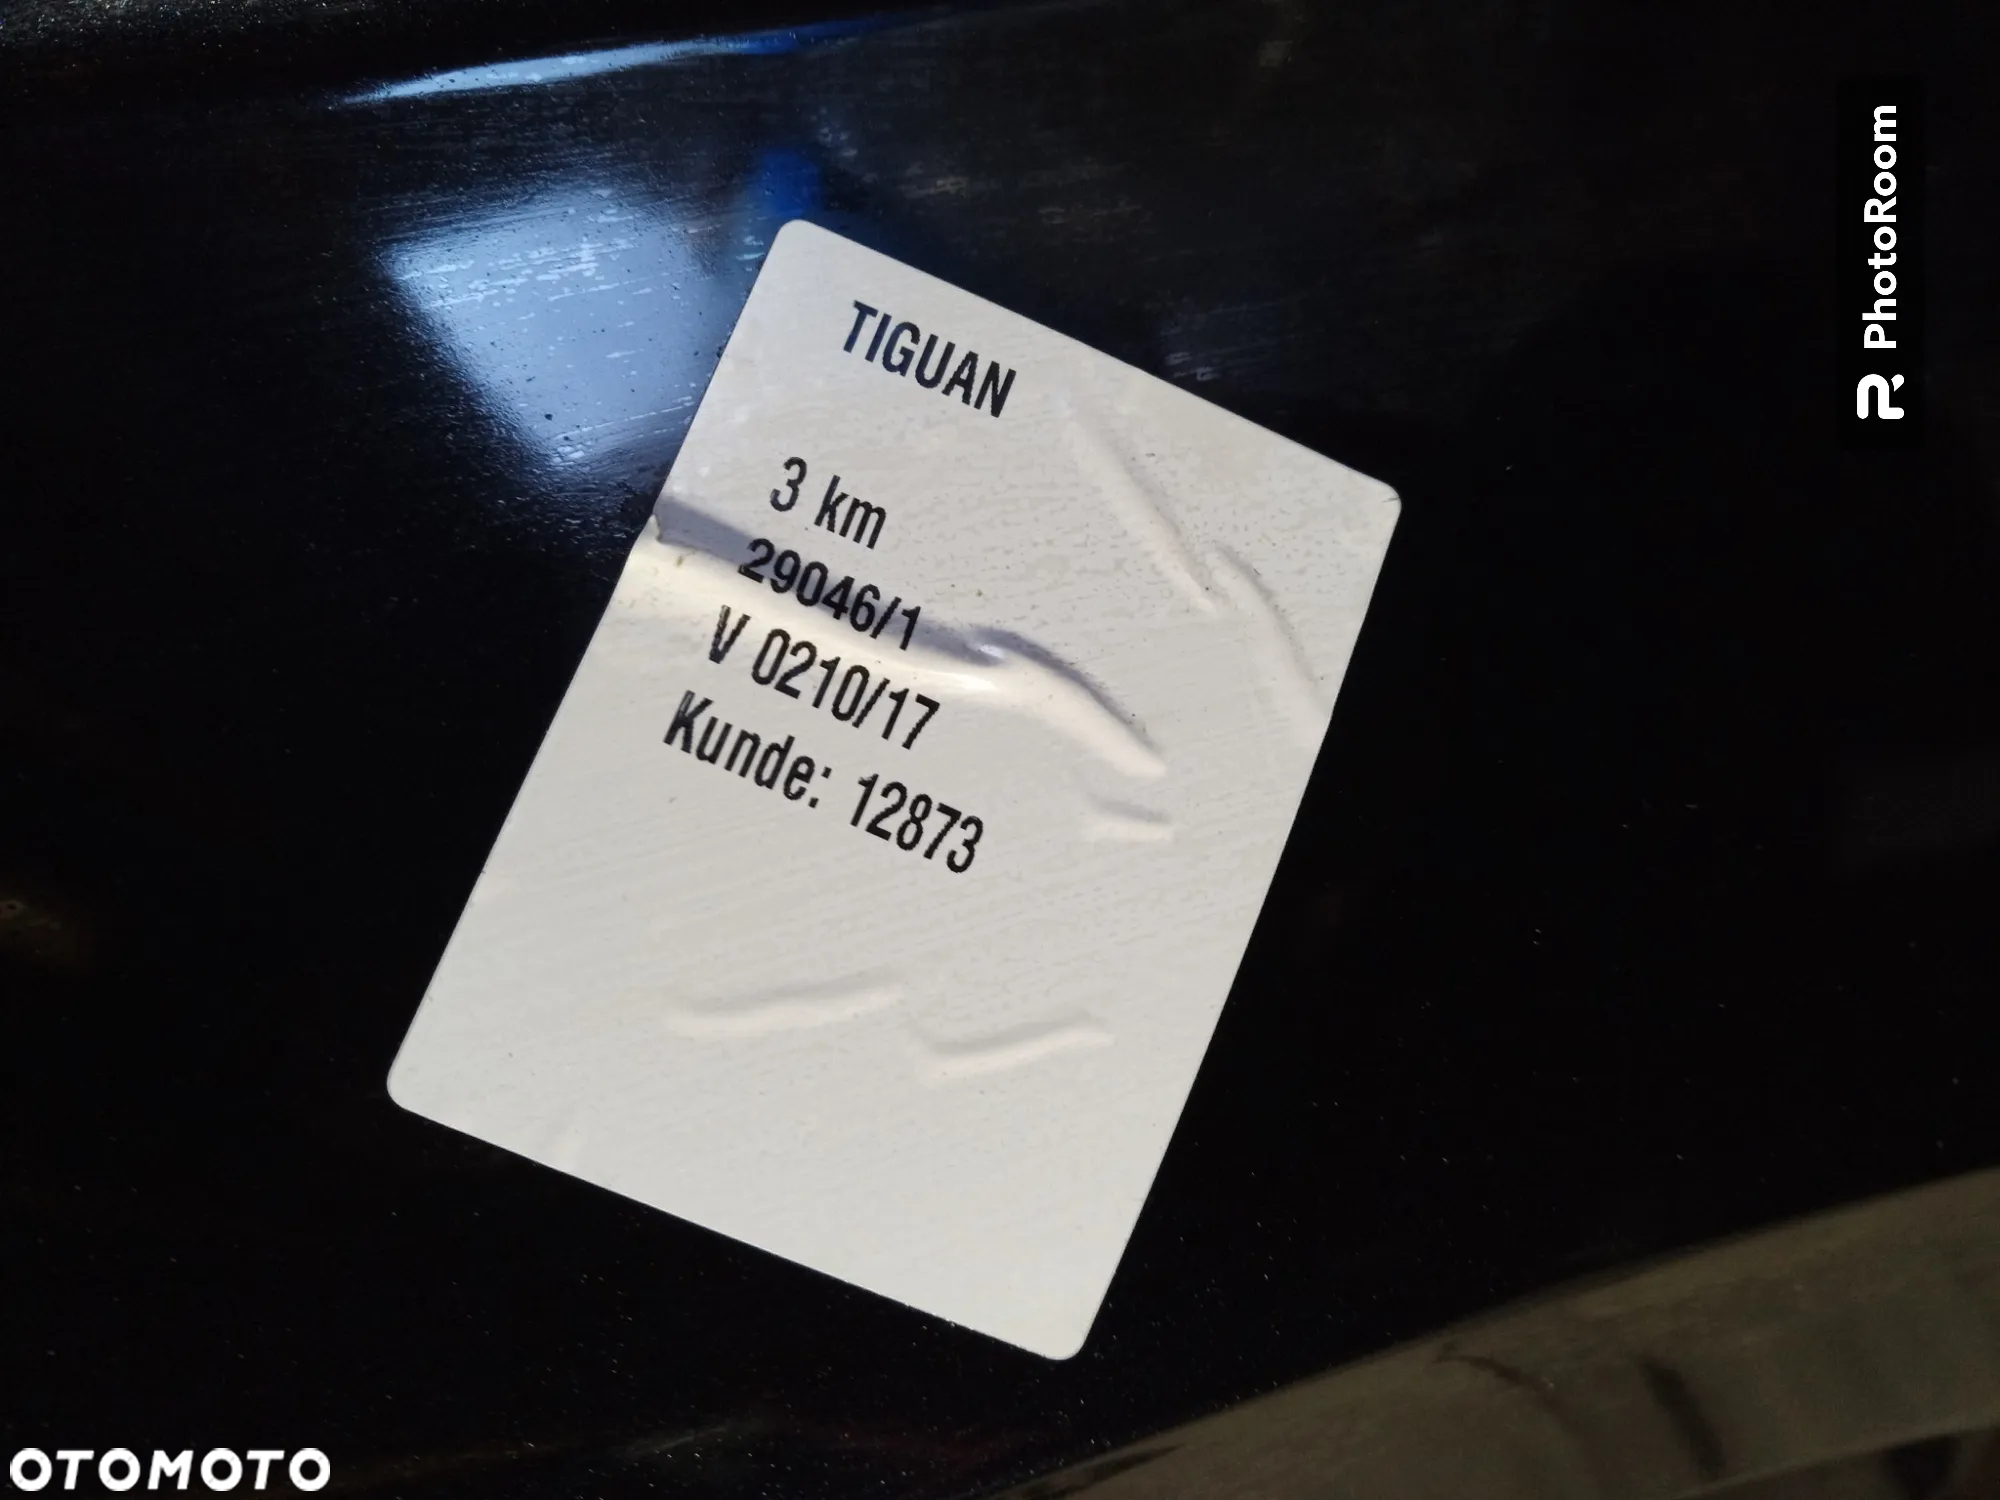 TIGUAN
3 km
29046/1
V 0210/17
Kunde: 12873
PhotoRoom
OTOMOTO